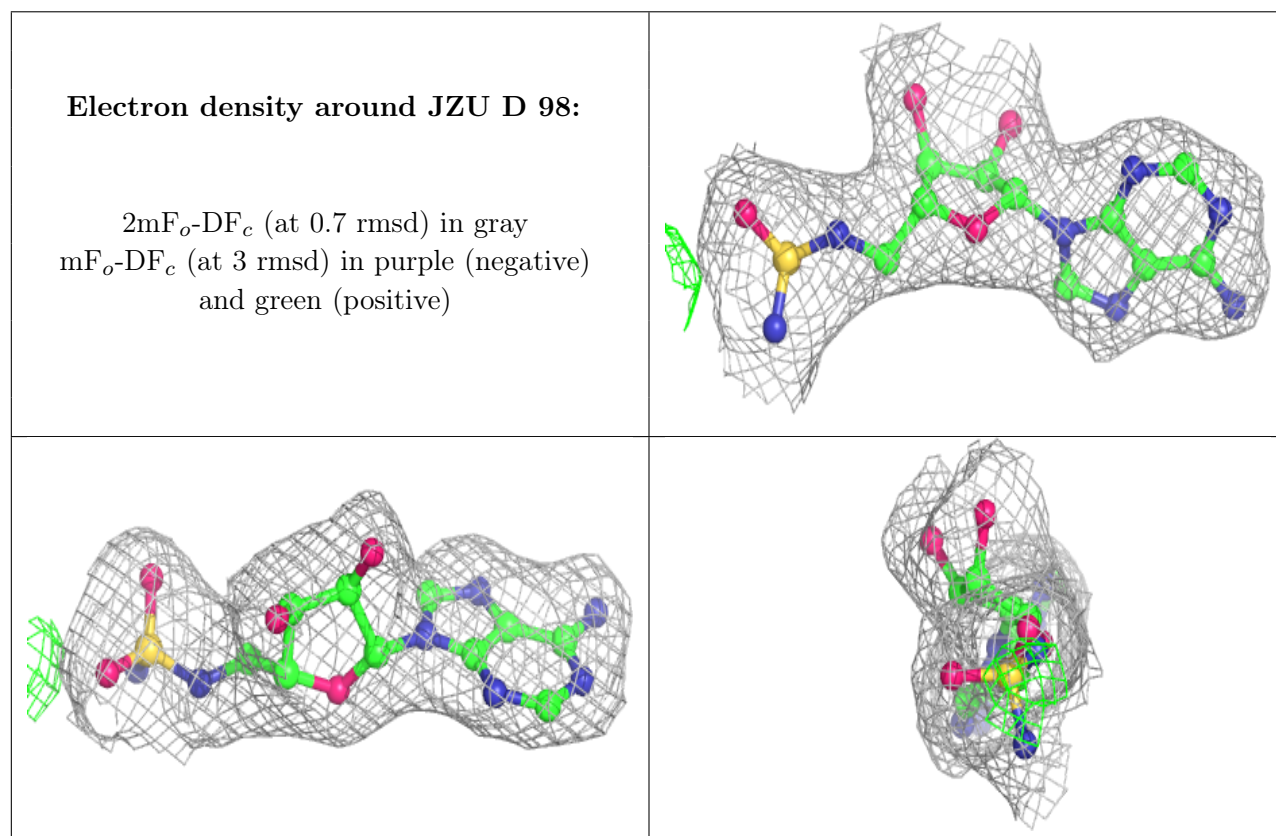 Electron density around JZU D 98:
2mFo-DFc (at 0.7 rmsd) in gray
mFo-DFc (at 3 rmsd) in purple (negative)
and green (positive)